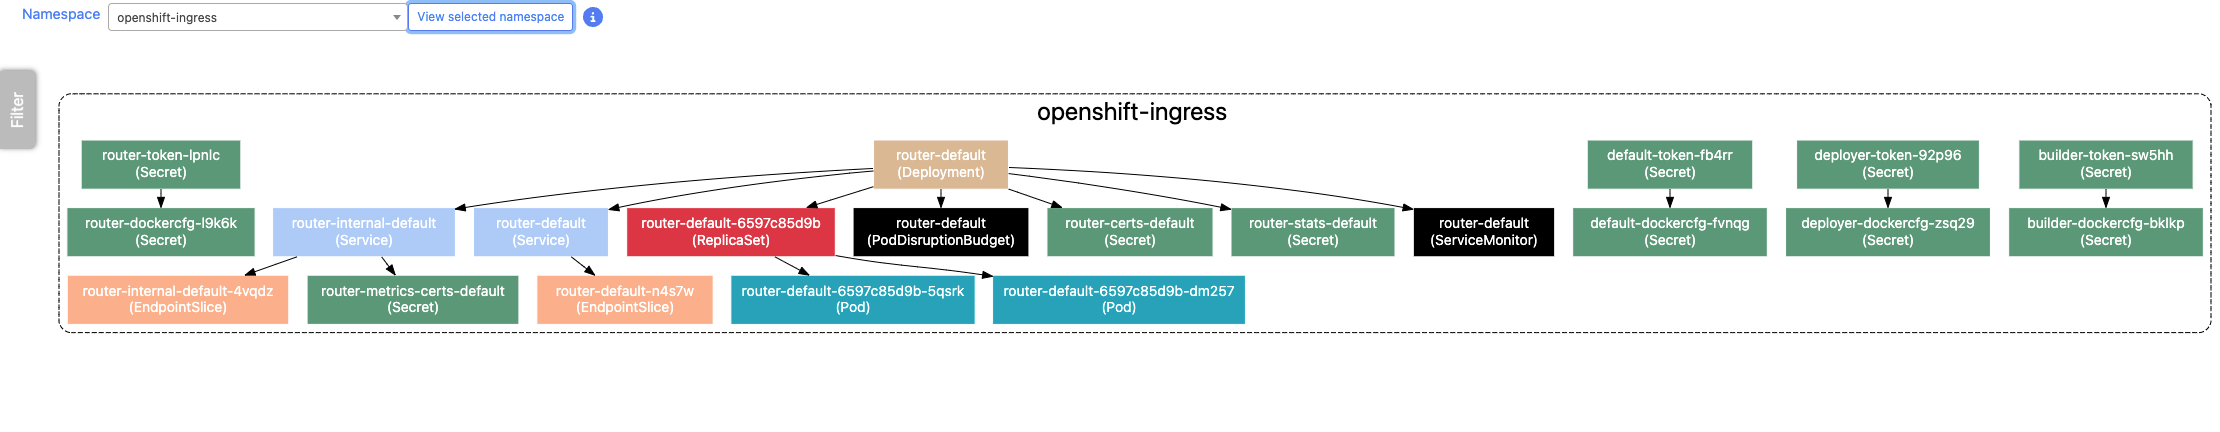 Namespace
openshift-ingress
View selected namespace
i
Filter
openshift-ingress
router-token-lpnlc
(Secret)
router-default
(Deployment)
default-token-fb4rr
(Secret)
deployer-token-92p96
(Secret)
builder-token-sw5hh
(Secret)
router-dockercfg-l9k6k
(Secret)
router-internal-default
(Service)
router-default
(Service)
router-default-6597c85d9b
(ReplicaSet)
router-default
(PodDisruptionBudget)
router-certs-default
(Secret)
router-stats-default
(Secret)
router-default
(ServiceMonitor)
default-dockercfg-fvnqg
(Secret)
deployer-dockercfg-zsq29
(Secret)
builder-dockercfg-bklkp
(Secret)
router-internal-default-4vqdz
(EndpointSlice)
router-metrics-certs-default
(Secret)
router-default-n4s7w
(EndpointSlice)
router-default-6597c85d9b-5qsrk
(Pod)
router-default-6597c85d9b-dm257
(Pod)